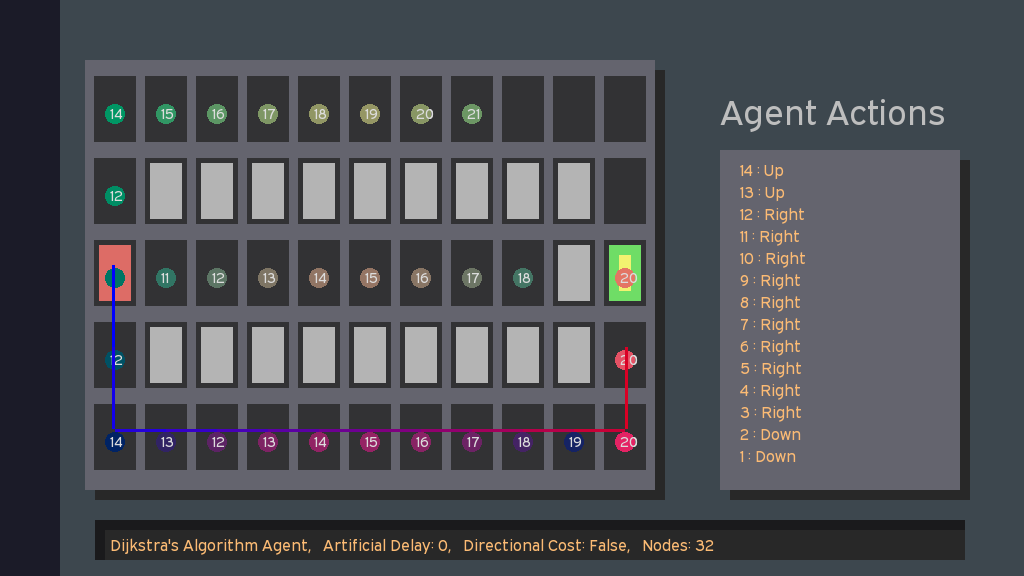 14 15 16 17 18 19 20 21
12
20
11 12 13 14 15 16 17 18
12
20
14 13 12 13 14 15 16 17 18 19 20
Agent Actions
14 : Up
13 : Up
12 : Right
11 : Right
10 : Right
9 : Right
8 : Right
7 : Right
6 : Right
5 : Right
4 : Right
3 : Right
2 : Down
1 : Down
Dijkstra's Algorithm Agent, Artificial Delay: 0, Directional Cost: False, Nodes: 32